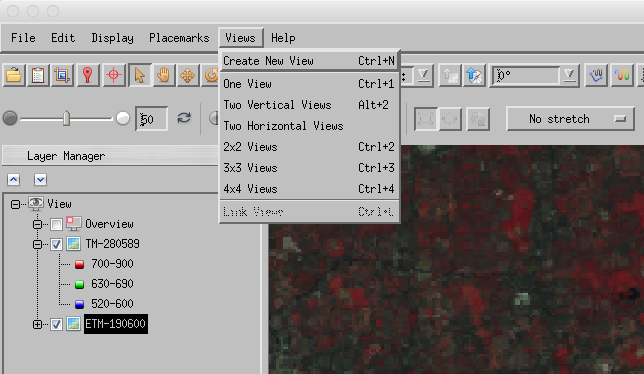 File Edit Display Placemarks Views Help
Create New View Ctrl+N
One View Ctrl+1
Two Vertical Views Alt+2
Two Horizontal Views
2x2 Views Ctrl+2
3x3 Views Ctrl+3
4x4 Views Ctrl+4
Link Views Ctrl+L
0°
50
No stretch
Layer Manager
View
Overview
TM-280589
700-900
630-690
520-600
ETM-190600